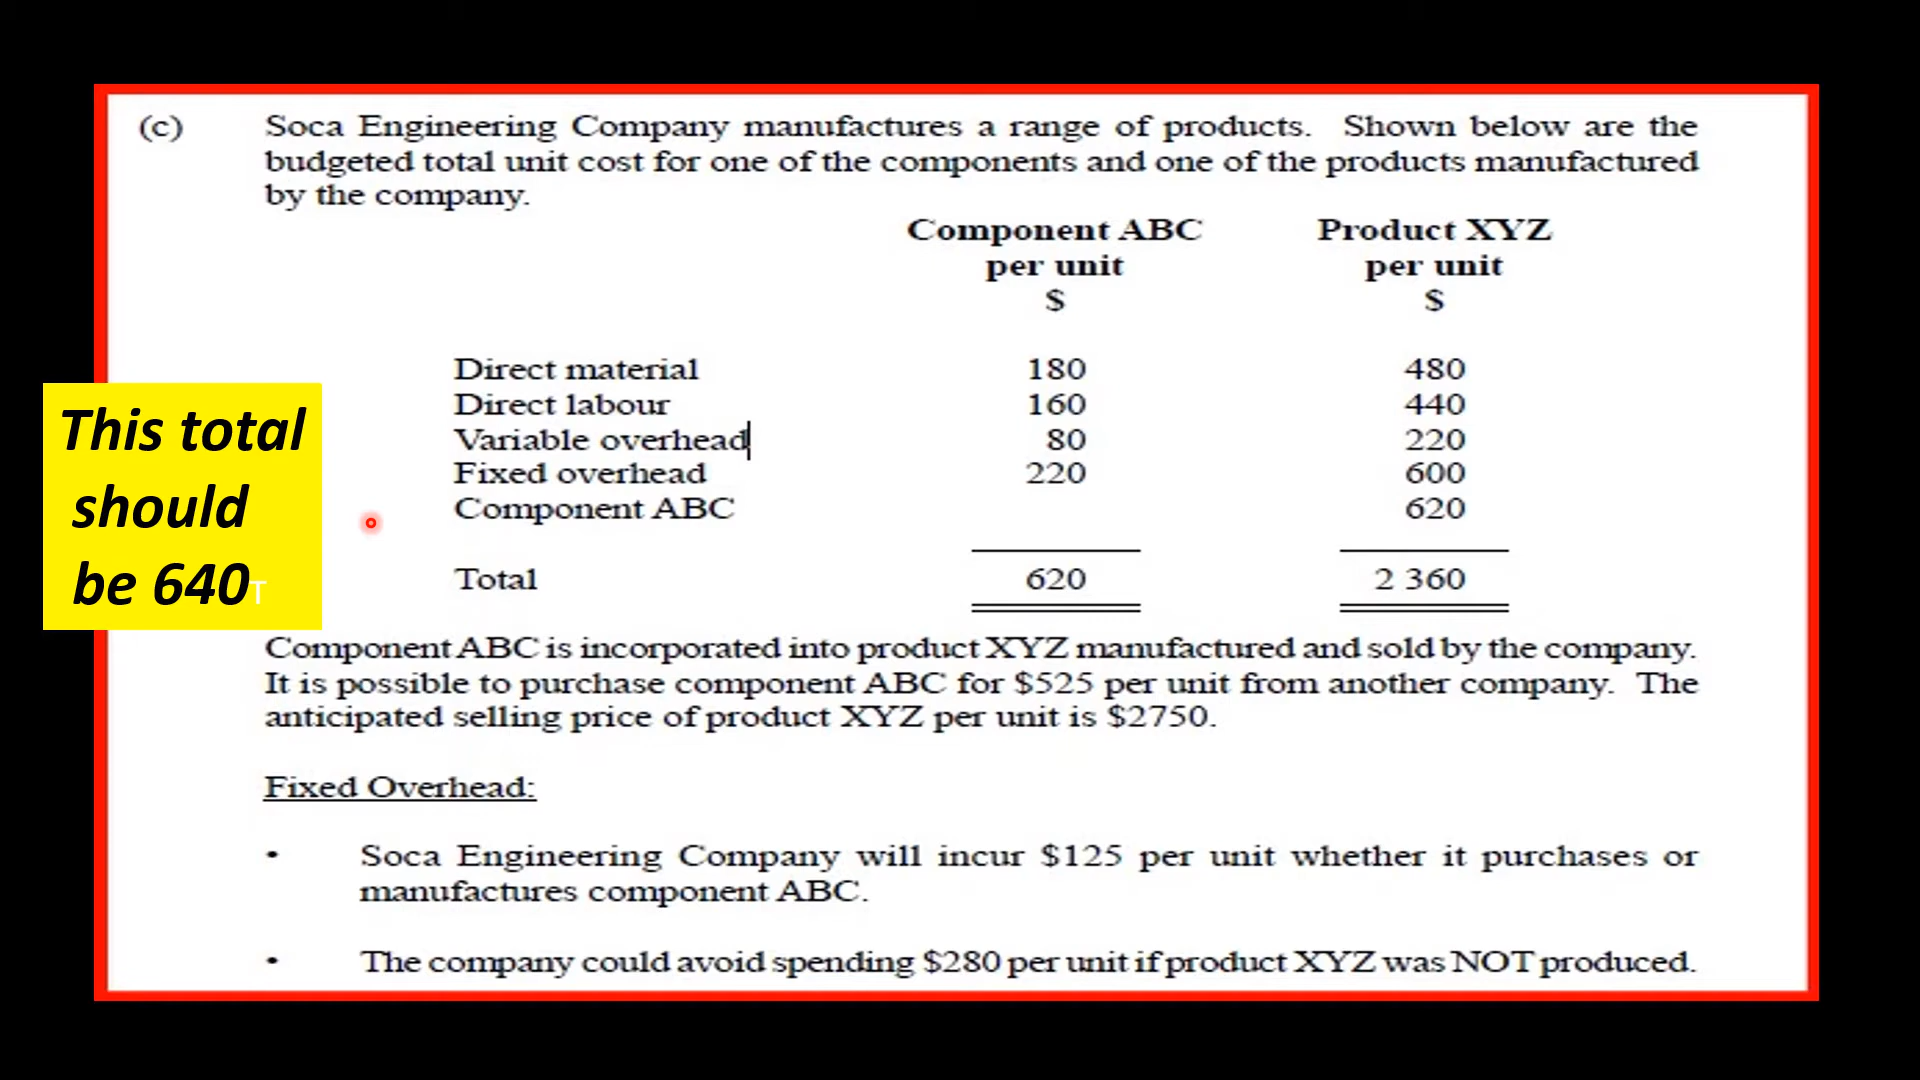 (c) Soca Engineering Company manufactures a range of products. Shown below are the
budgeted total unit cost for one of the components and one of the products manufactured
by the company.
Component ABC Product XYZ
per unit per unit
$ $
Direct material 180 480
Direct labour 160 440
Variable overhead 80 220
Fixed overhead 220 600
Component ABC 620
Total 620 2 360
This total
should
be 640
T
Component ABC is incorporated into product XYZ manufactured and sold by the company.
It is possible to purchase component ABC for $525 per unit from another company. The
anticipated selling price of product XYZ per unit is $2750.
Fixed Overhead:
• Soca Engineering Company will incur $125 per unit whether it purchases or
manufactures component ABC.
• The company could avoid spending $280 per unit if product XYZ was NOT produced.